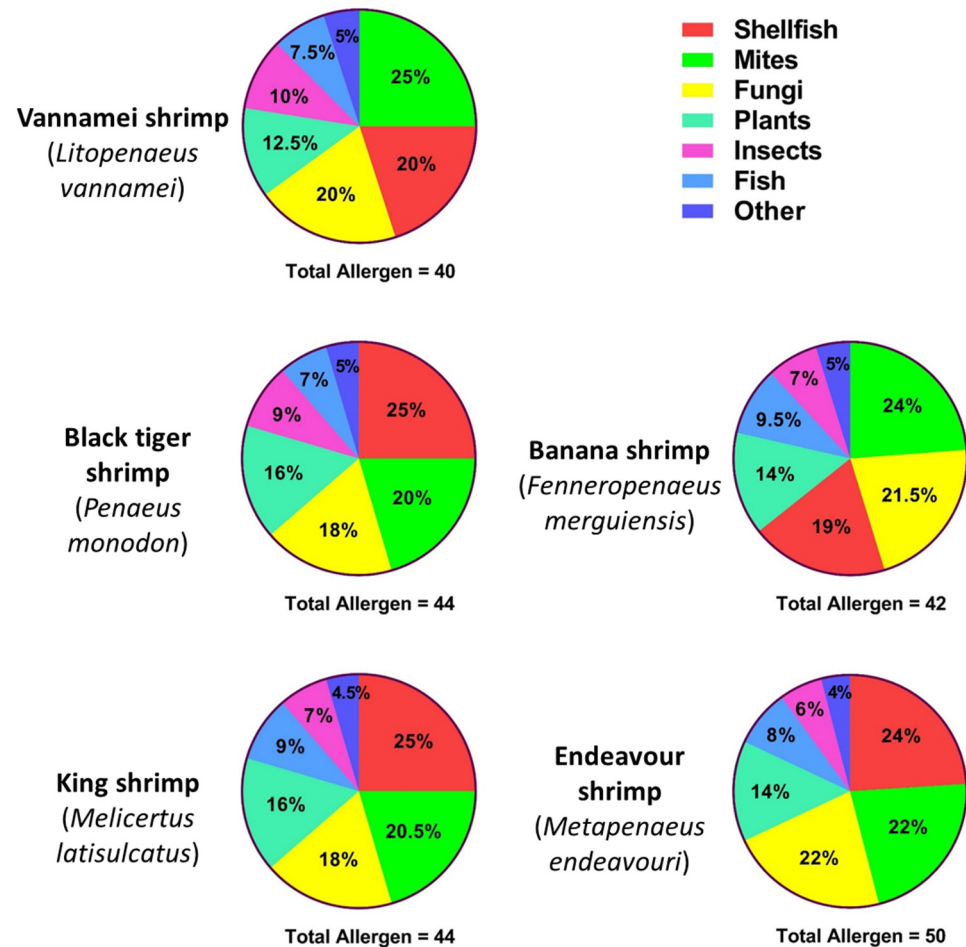 Shellfish
Mites
Fungi
Plants
Insects
Fish
Other
Vannamei shrimp
(Litopenaeus
vannamei)
5%
7.5%
25%
10%
12.5%
20%
20%
Total Allergen = 40
Black tiger
shrimp
(Penaeus
monodon)
5%
7%
25%
9%
16%
20%
18%
Total Allergen = 44
Banana shrimp
(Fenneropenaeus
merguiensis)
5%
7%
24%
9.5%
14%
21.5%
19%
Total Allergen = 42
King shrimp
(Melicertus
latisulcatus)
4.5%
7%
25%
9%
16%
20.5%
18%
Total Allergen = 44
Endeavour
shrimp
(Metapenaeus
endeavouri)
4%
6%
24%
8%
14%
22%
22%
Total Allergen = 50